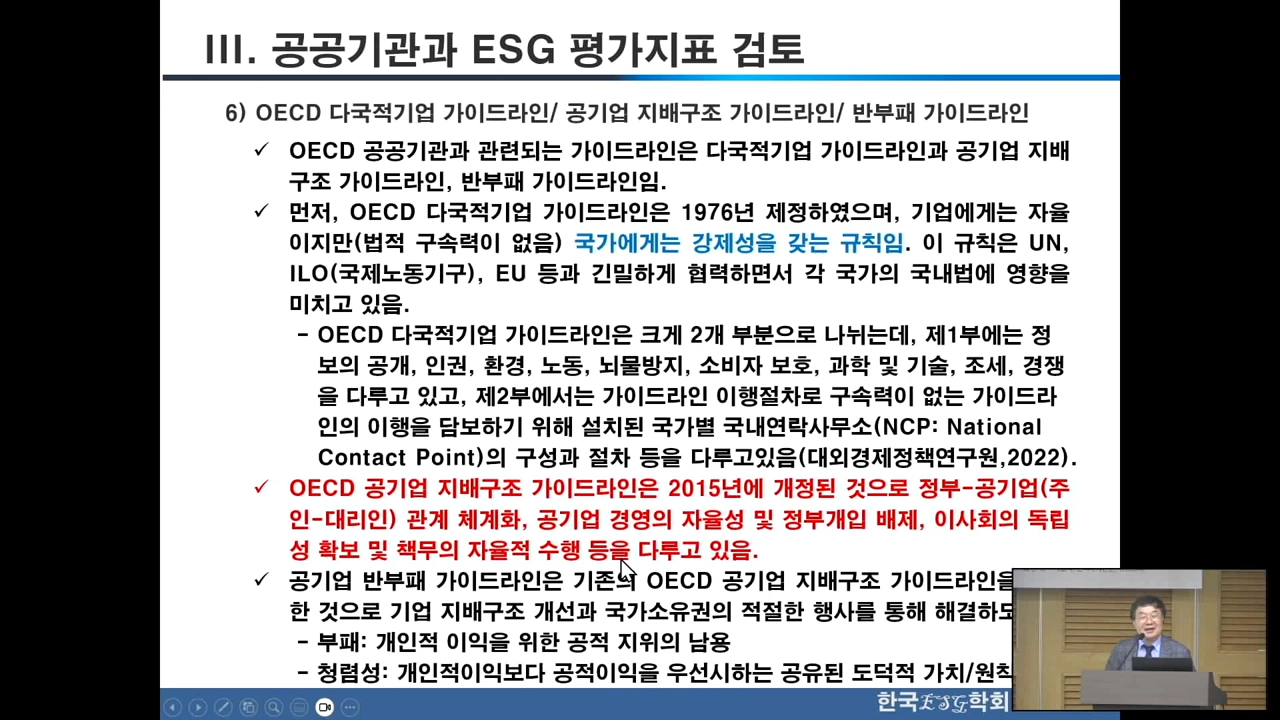 III. 공공기관과 ESG 평가지표 검토
6) OECD 다국적기업 가이드라인/ 공기업 지배구조 가이드라인/ 반부패 가이드라인
✓ OECD 공공기관과 관련되는 가이드라인은 다국적기업 가이드라인과 공기업 지배
구조 가이드라인, 반부패 가이드라인임.
✓ 먼저, OECD 다국적기업 가이드라인은 1976년 제정하였으며, 기업에게는 자율
이지만(법적 구속력이 없음) 국가에게는 강제성을 갖는 규칙임. 이 규칙은 UN,
ILO(국제노동기구), EU 등과 긴밀하게 협력하면서 각 국가의 국내법에 영향을
미치고 있음.
– OECD 다국적기업 가이드라인은 크게 2개 부분으로 나뉘는데, 제1부에는 정
보의 공개, 인권, 환경, 노동, 뇌물방지, 소비자 보호, 과학 및 기술, 조세, 경쟁
을 다루고 있고, 제2부에서는 가이드라인 이행절차로 구속력이 없는 가이드라
인의 이행을 담보하기 위해 설치된 국가별 국내연락사무소(NCP: National
Contact Point)의 구성과 절차 등을 다루고있음(대외경제정책연구원,2022).
✓ OECD 공기업 지배구조 가이드라인은 2015년에 개정된 것으로 정부-공기업(주
인-대리인) 관계 체계화, 공기업 경영의 자율성 및 정부개입 배제, 이사회의 독립
성 확보 및 책무의 자율적 수행 등을 다루고 있음.
✓ 공기업 반부패 가이드라인은 기존의 OECD 공기업 지배구조 가이드라인을
한 것으로 기업 지배구조 개선과 국가소유권의 적절한 행사를 통해 해결하도
– 부패: 개인적 이익을 위한 공적 지위의 남용
– 청렴성: 개인적이익보다 공적이익을 우선시하는 공유된 도덕적 가치/원칙
한국ESG학회